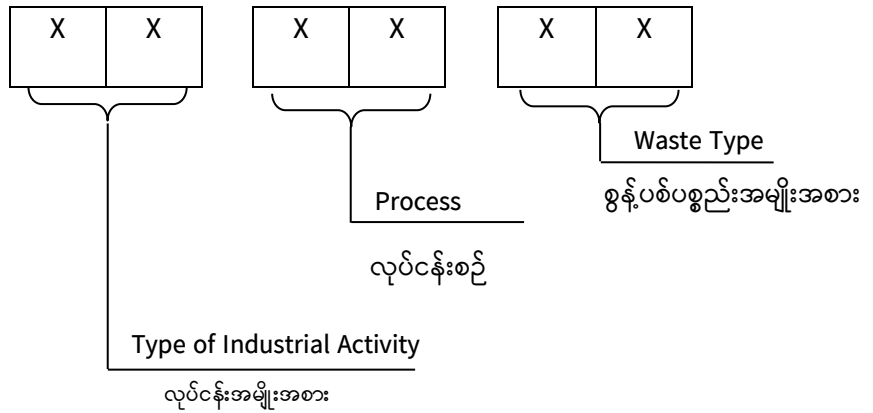 X X X X X X
Waste Type
စွန့်ပစ်ပစ္စည်းအမျိုးအစား
Process
လုပ်ငန်းစဉ်
Type of Industrial Activity
လုပ်ငန်းအမျိုးအစား